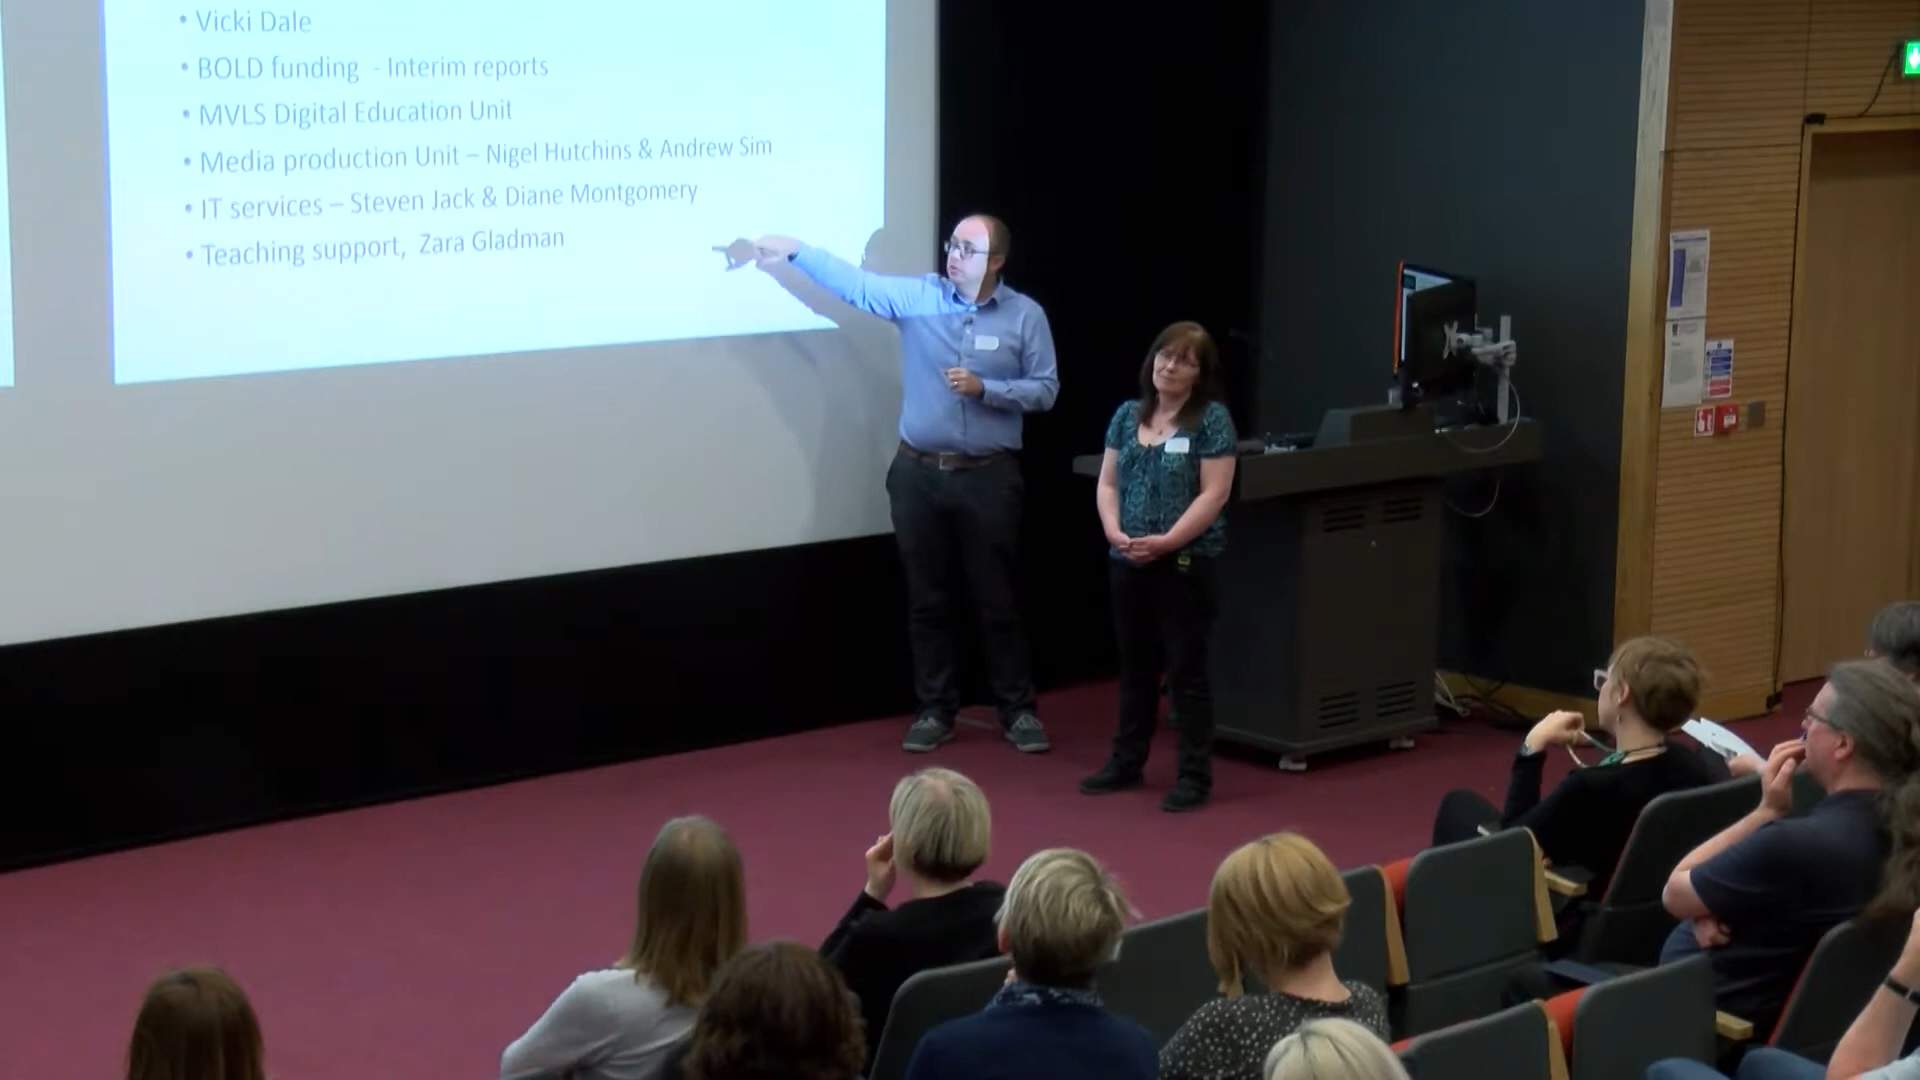 • Vicki Dale
• BOLD funding - Interim reports
• MVLS Digital Education Unit
• Media production Unit – Nigel Hutchins & Andrew Sim
• IT services – Steven Jack & Diane Montgomery
• Teaching support, Zara Gladman